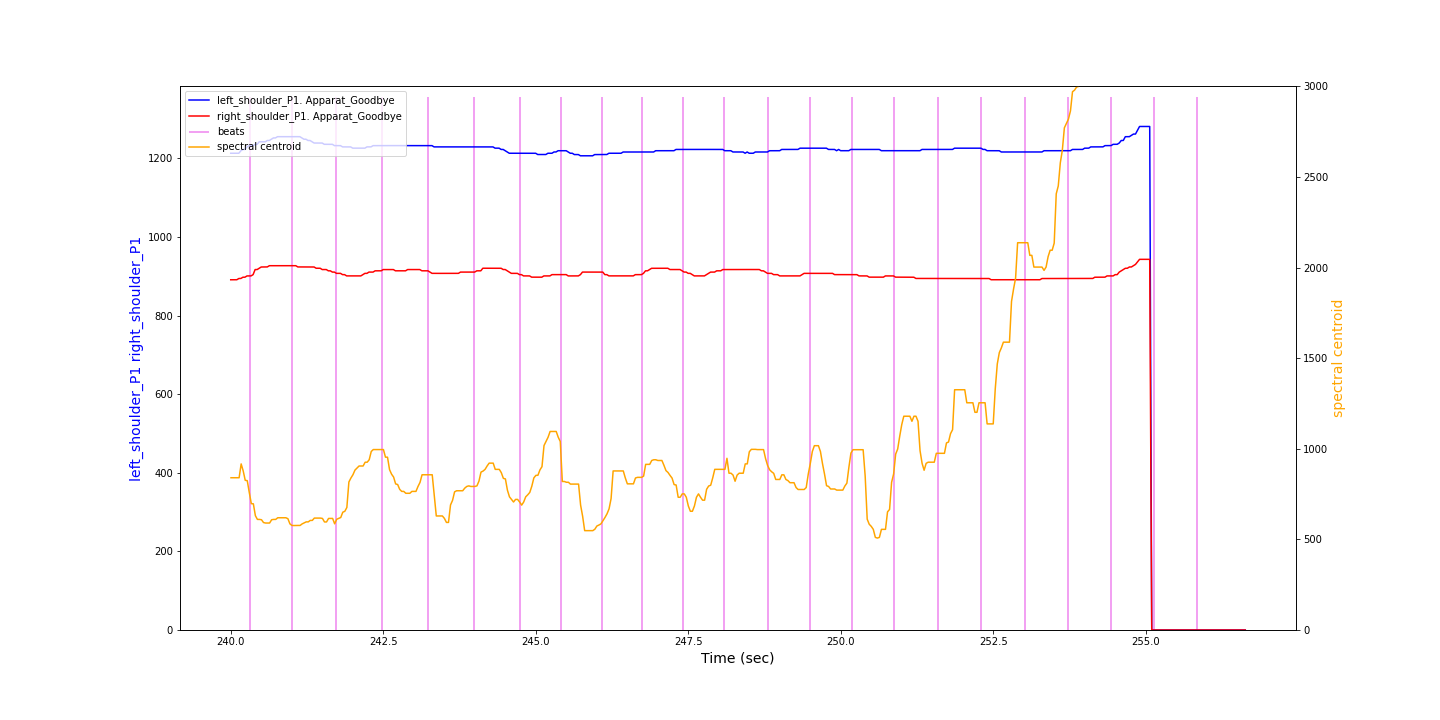 left_shoulder_P1. Apparat_Goodbye
right_shoulder_P1. Apparat_Goodbye
beats
spectral centroid
left_shoulder_P1 right_shoulder_P1
1200
1000
800
600
400
200
0
3000
2500
2000
1500
1000
500
0
spectral centroid
240.0 242.5 245.0 247.5 250.0 252.5 255.0
Time (sec)